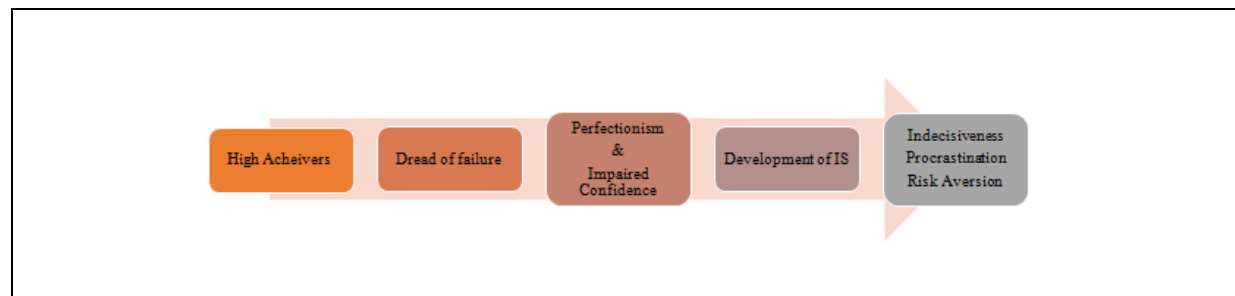 High Acheivers
Dread of failure
Perfectionism
&
Impaired
Confidence
Development of IS
Indecisiveness
Procrastination
Risk Aversion